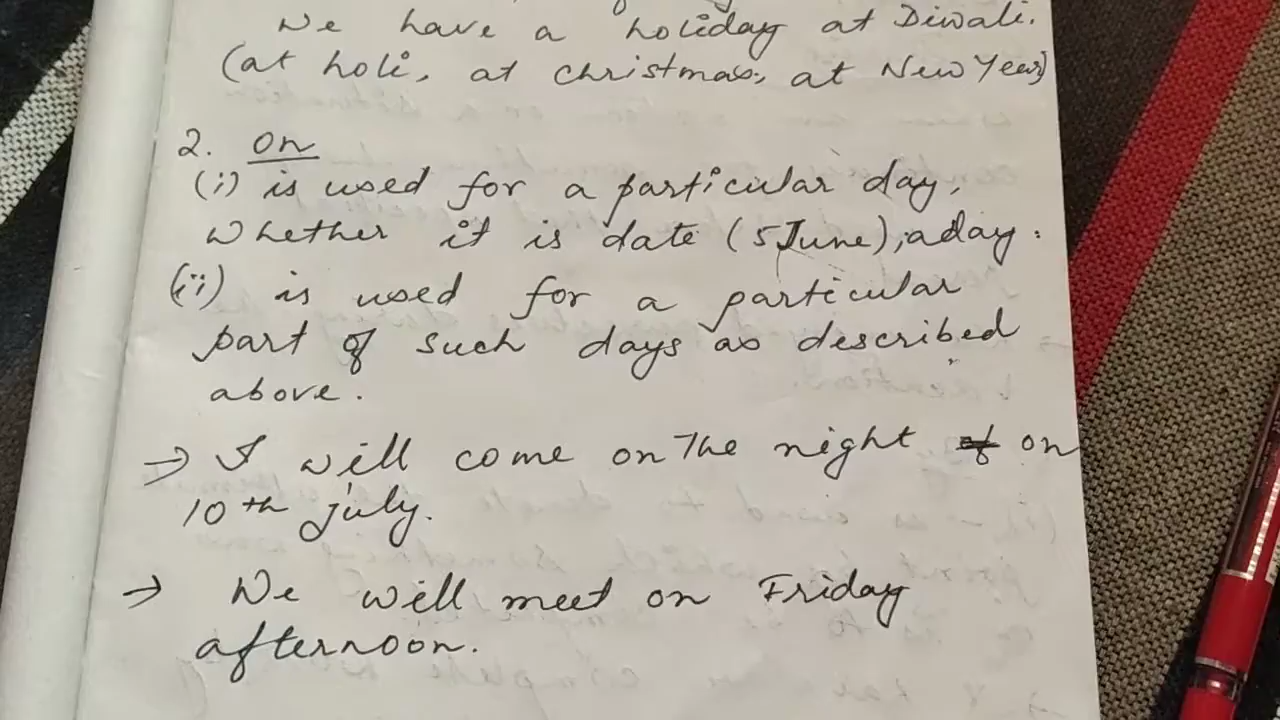 We have a holiday at Diwali.
(at holi, at christmas, at New Year)
2. on
(i) is used for a particular day,
Whether it is date (5 June), a day.
(ii) is used for a particular
part of such days as described
above.
→ I will come on The night of on
10th july.
→ We will meet on Friday
afternoon.